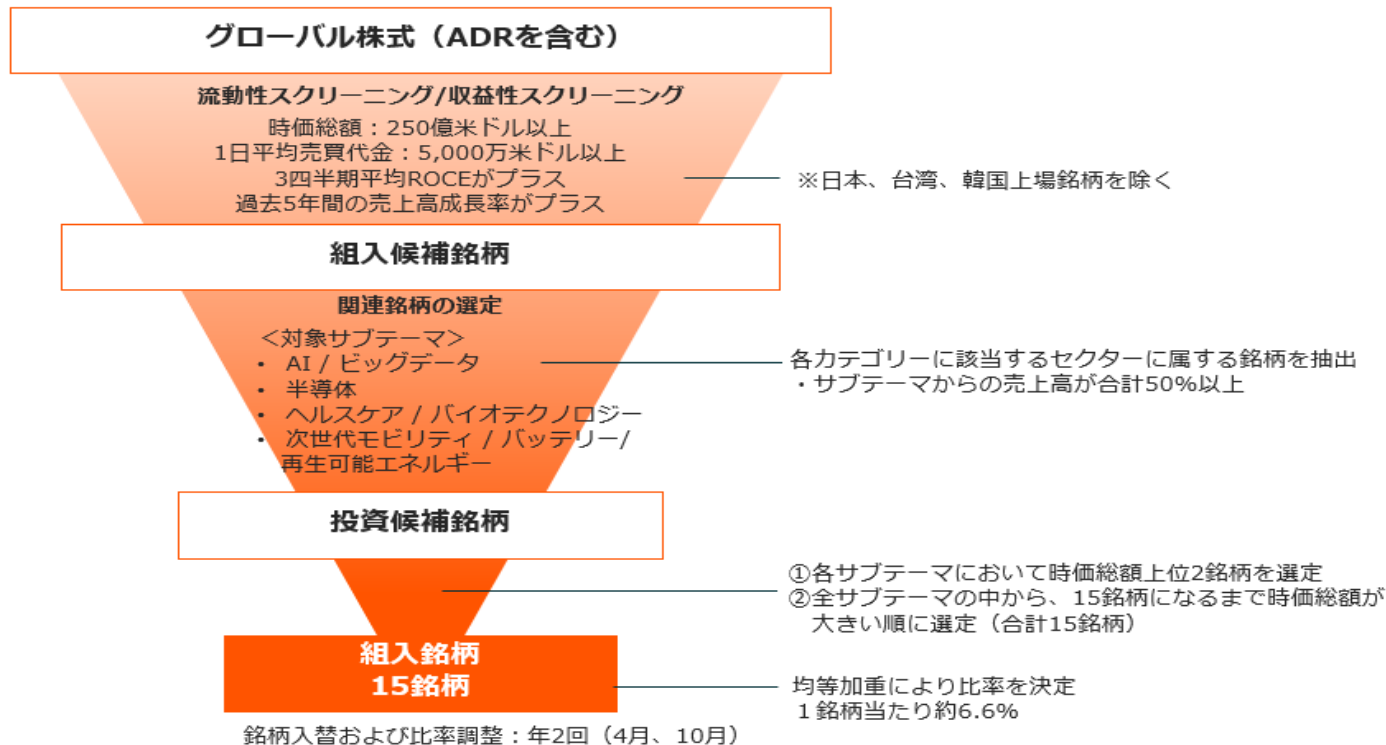 グローバル株式（ADRを含む）
流動性スクリーニング/収益性スクリーニング
時価総額：250億米ドル以上
1日平均売買代金：5,000万米ドル以上
3四半期平均ROCEがプラス
過去5年間の売上高成長率がプラス
※日本、台湾、韓国上場銘柄を除く
組入候補銘柄
関連銘柄の選定
＜対象サブテーマ＞
・ AI / ビッグデータ
・ 半導体
・ ヘルスケア / バイオテクノロジー
・ 次世代モビリティ / バッテリー/
再生可能エネルギー
各カテゴリーに該当するセクターに属する銘柄を抽出
・サブテーマからの売上高が合計50%以上
投資候補銘柄
①各サブテーマにおいて時価総額上位2銘柄を選定
②全サブテーマの中から、15銘柄になるまで時価総額が
大きい順に選定（合計15銘柄）
組入銘柄
15銘柄
均等加重により比率を決定
１銘柄当たり約6.6%
銘柄入替および比率調整：年2回（4月、10月）